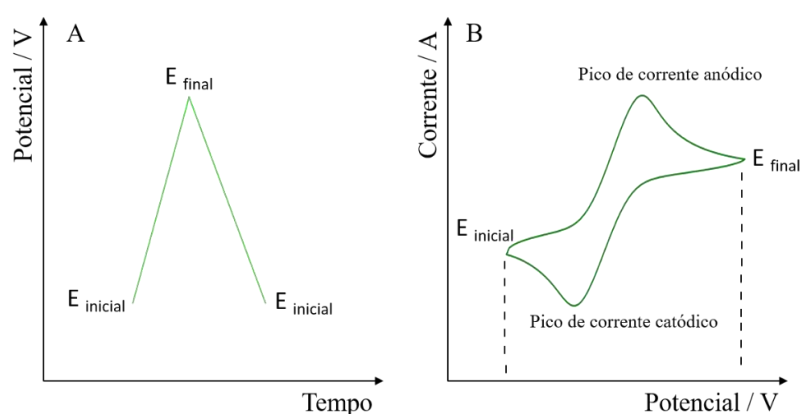 A
Potencial / V
E final
E inicial
E inicial
Tempo
B
Corrente / A
Pico de corrente anódico
E final
E inicial
Pico de corrente catódico
Potencial / V